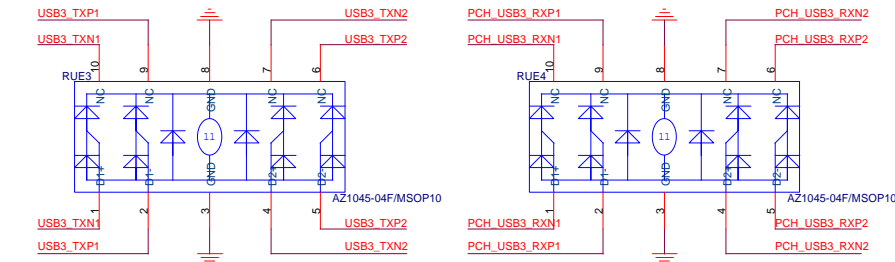 USB3_TXP1
USB3_TXN2
PCH_USB3_RXP1
PCH_USB3_RXN2
USB3_TXN1
USB3_TXP2
PCH_USB3_RXN1
PCH_USB3_RXP2
10
9
8
7
6
10
9
8
7
6
RUE3
RUE4
NC
NC
GND
NC
NC
NC
NC
GND
NC
NC
11
11
D1+
D1-
GND
D2+
D2-
D1+
D1-
GND
D2+
D2-
AZ1045-04F/MSOP10
AZ1045-04F/MSOP10
1
2
3
4
5
1
2
3
4
5
USB3_TXN1
USB3_TXP2
PCH_USB3_RXN1
PCH_USB3_RXP2
USB3_TXP1
USB3_TXN2
PCH_USB3_RXP1
PCH_USB3_RXN2